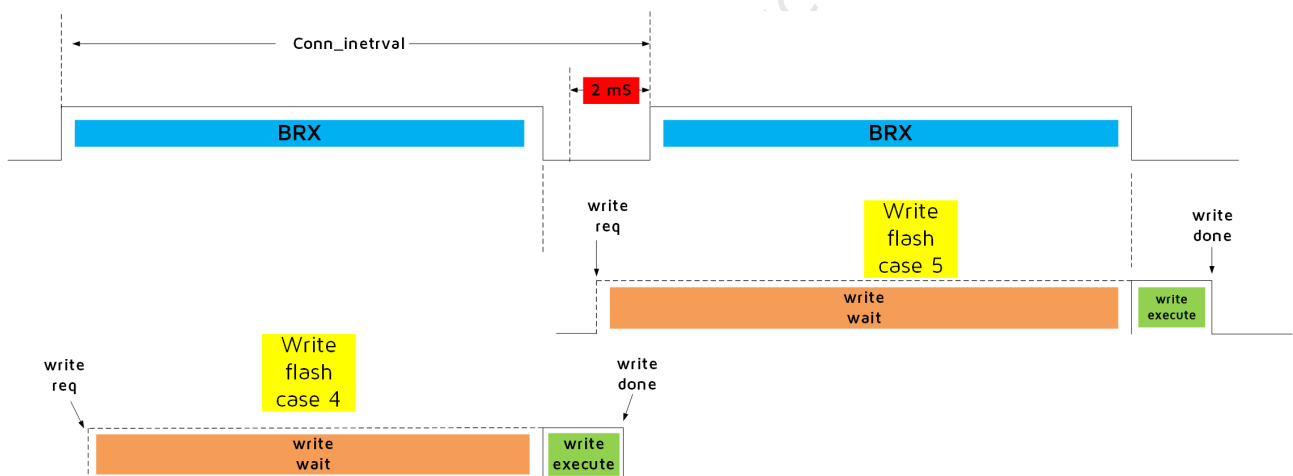 Conn_inetrval
2 mS
BRX
BRX
write
req
Write
flash
case 5
write
done
write
wait
write
execute
write
req
Write
flash
case 4
write
done
write
wait
write
execute